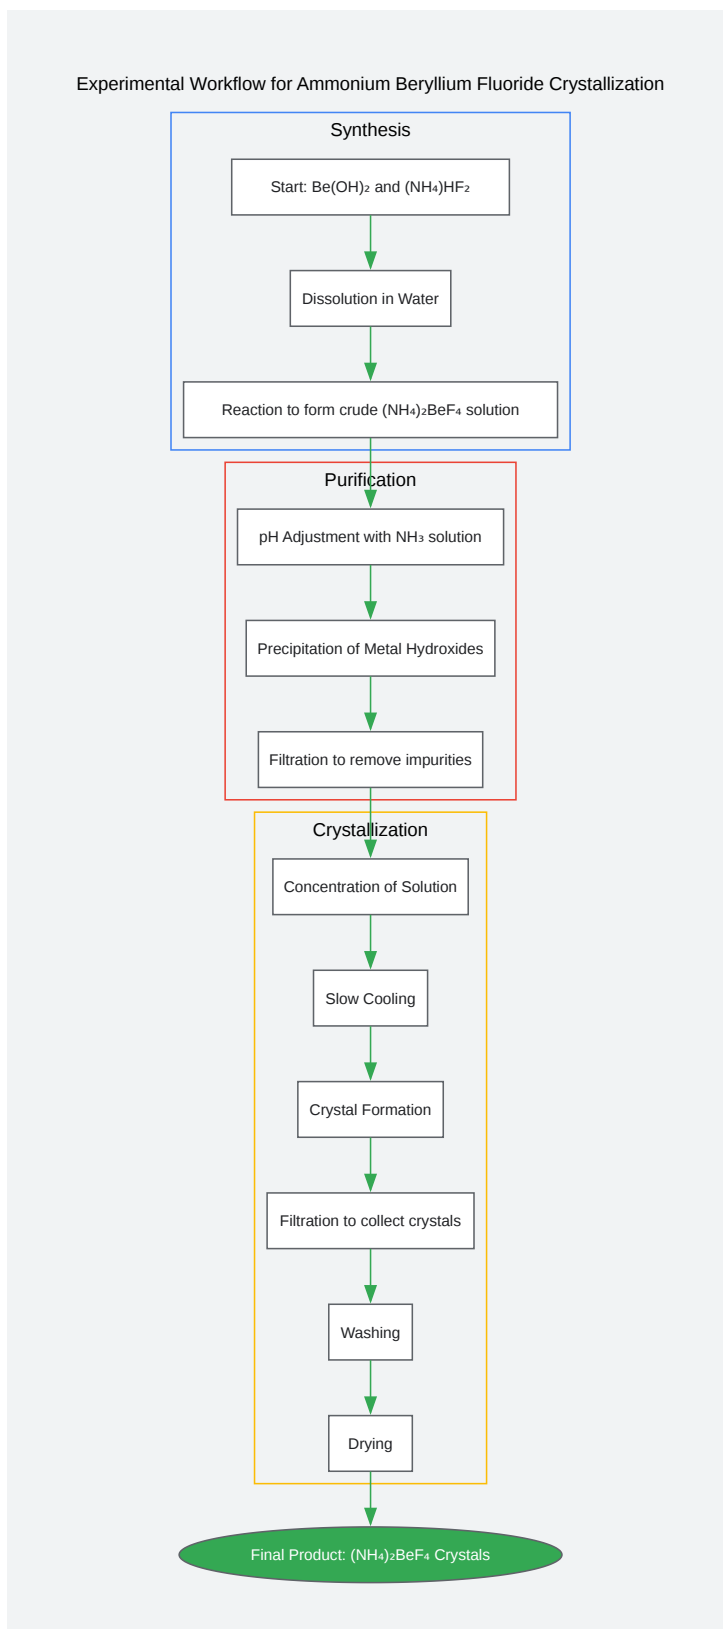 Experimental Workflow for Ammonium Beryllium Fluoride Crystallization
Synthesis
Start: Be(OH)₂ and (NH₄)HF₂
Dissolution in Water
Reaction to form crude (NH₄)₂BeF₄ solution
Purification
pH Adjustment with NH₃ solution
Precipitation of Metal Hydroxides
Filtration to remove impurities
Crystallization
Concentration of Solution
Slow Cooling
Crystal Formation
Filtration to collect crystals
Washing
Drying
Final Product: (NH₄)₂BeF₄ Crystals